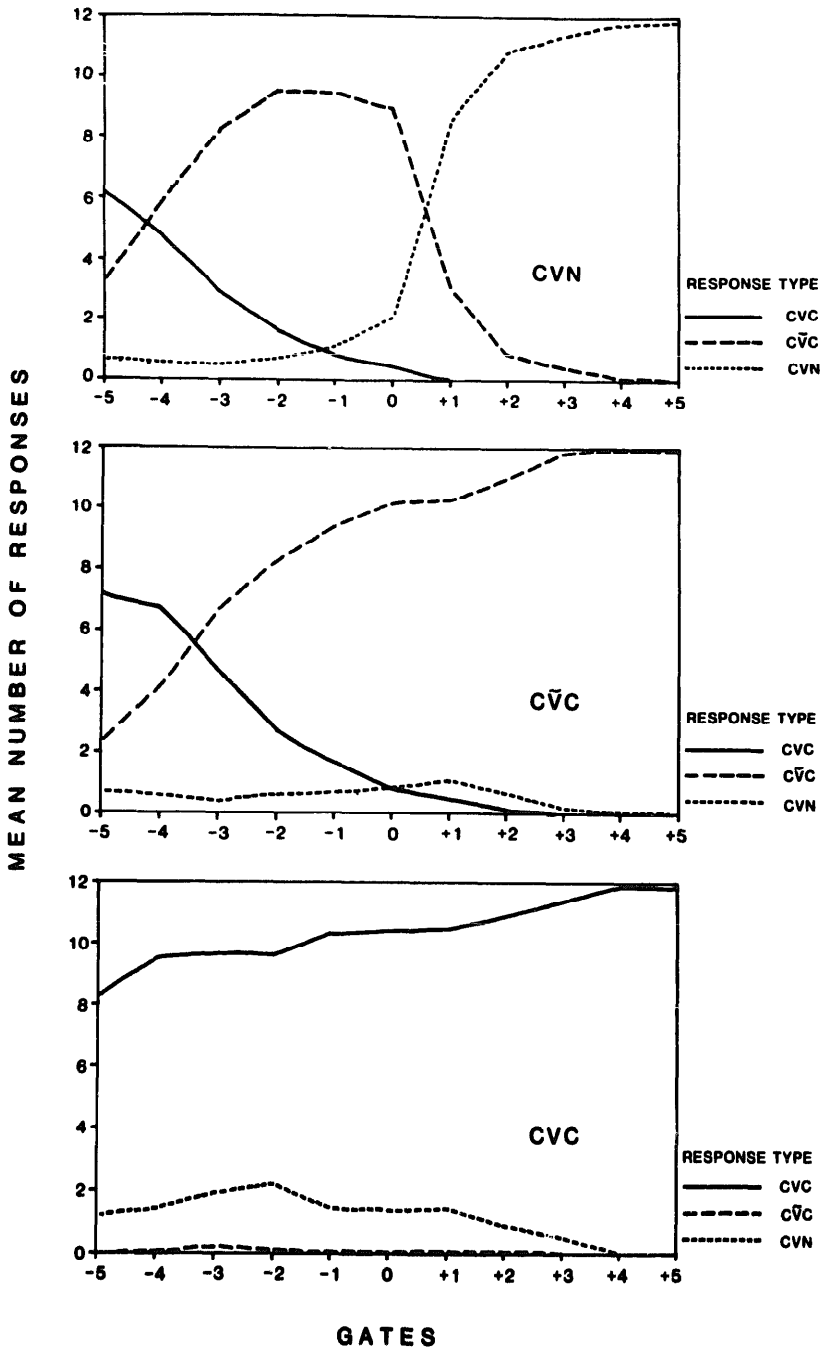 MEAN NUMBER OF RESPONSES
12
10
8
6
4
2
0
-5 -4 -3 -2 -1 0 +1 +2 +3 +4 +5
CVN
RESPONSE TYPE
CVC
CṼC
CVN
12
10
8
6
4
2
0
-5 -4 -3 -2 -1 0 +1 +2 +3 +4 +5
CṼC
RESPONSE TYPE
CVC
CṼC
CVN
12
10
8
6
4
2
0
-5 -4 -3 -2 -1 0 +1 +2 +3 +4 +5
CVC
RESPONSE TYPE
CVC
CṼC
CVN
GATES